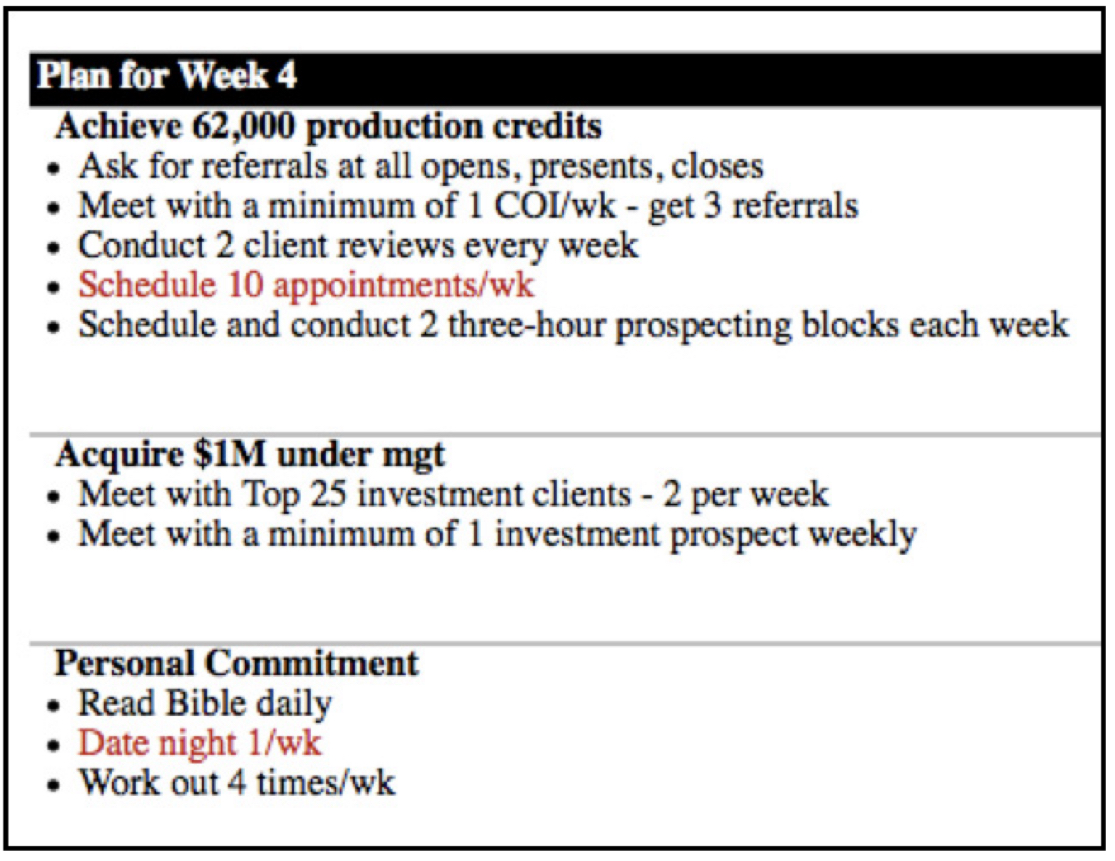 Plan for Week 4
Achieve 62,000 production credits
• Ask for referrals at all opens, presents, closes
• Meet with a minimum of 1 COI/wk - get 3 referrals
• Conduct 2 client reviews every week
• Schedule 10 appointments/wk
• Schedule and conduct 2 three-hour prospecting blocks each week
Acquire $1M under mgt
• Meet with Top 25 investment clients - 2 per week
• Meet with a minimum of 1 investment prospect weekly
Personal Commitment
• Read Bible daily
• Date night 1/wk
• Work out 4 times/wk